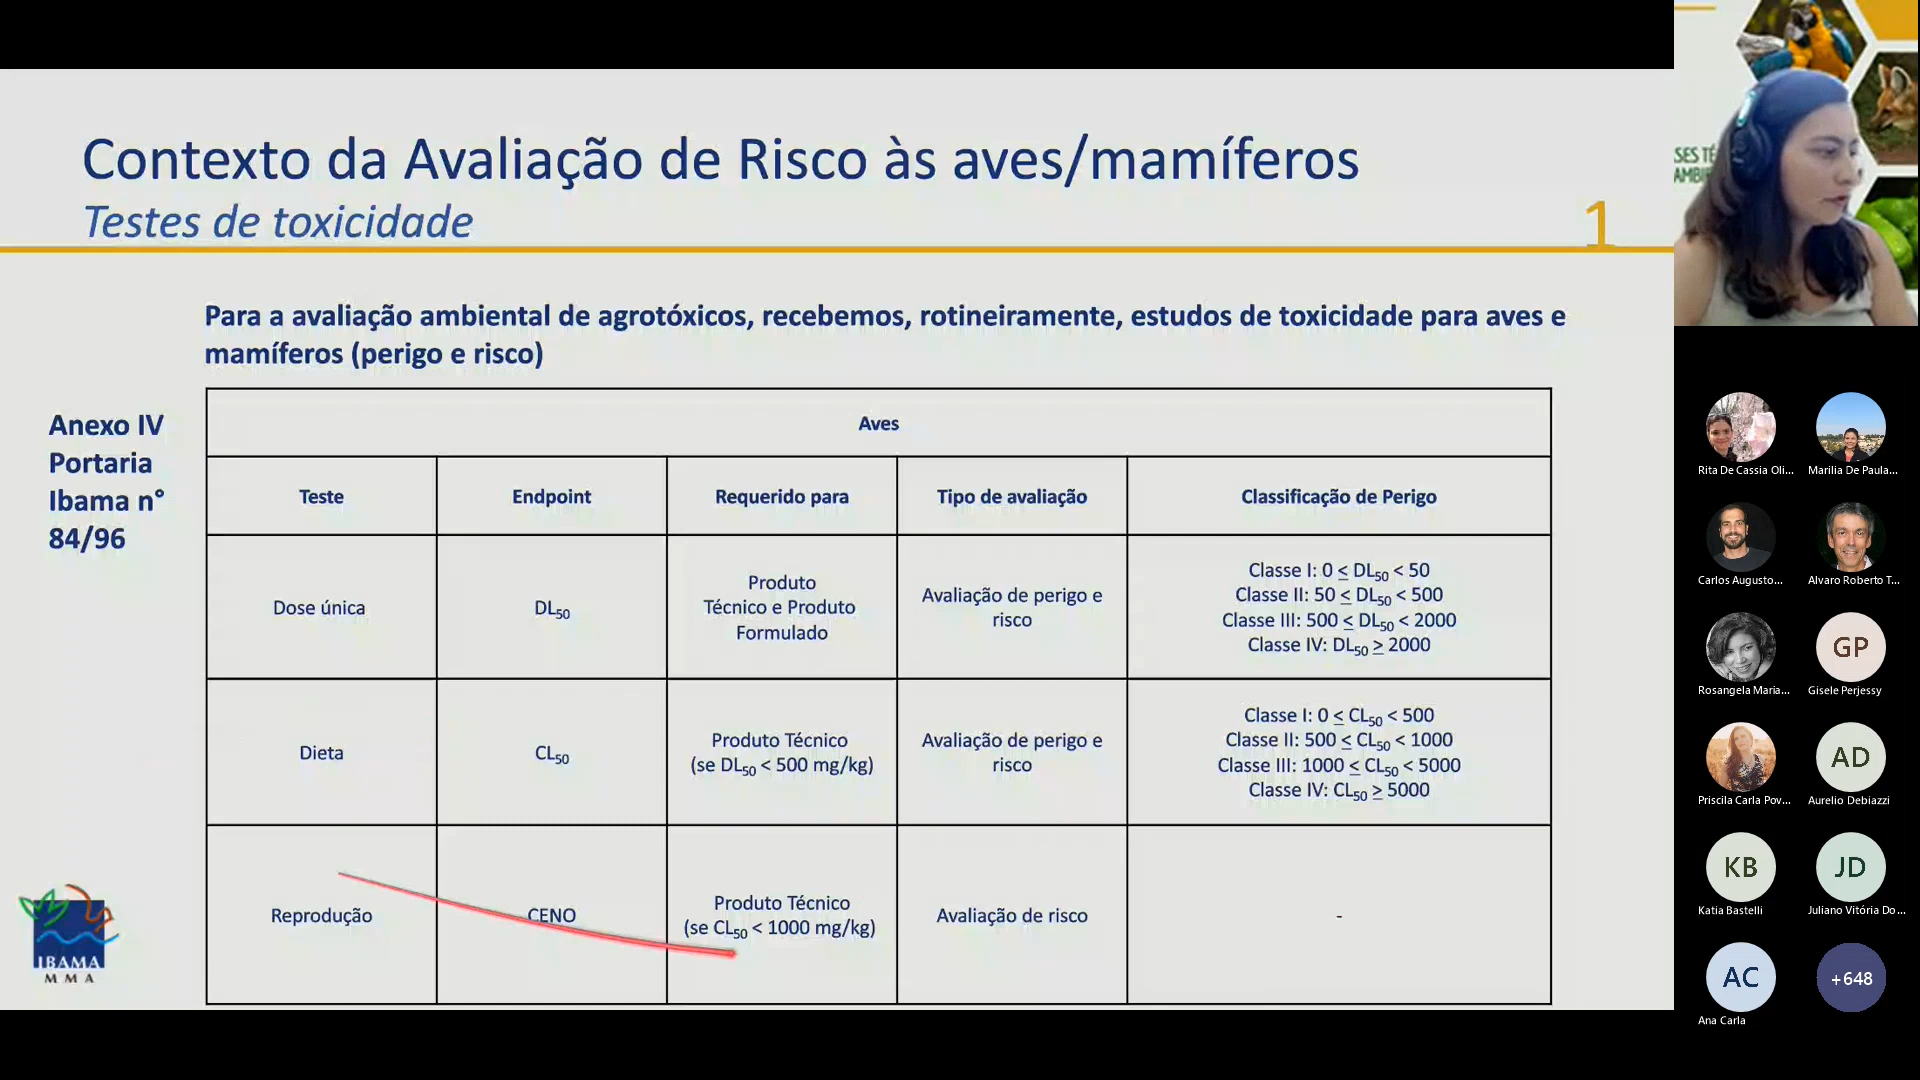 Contexto da Avaliação de Risco às aves/mamíferos
Testes de toxicidade
1
Para a avaliação ambiental de agrotóxicos, recebemos, rotineiramente, estudos de toxicidade para aves e
mamíferos (perigo e risco)
Anexo IV
Portaria
Ibama n°
84/96
Aves
Teste
Endpoint
Requerido para
Tipo de avaliação
Classificação de Perigo
Dose única
DL50
Produto
Técnico e Produto
Formulado
Avaliação de perigo e
risco
Classe I: 0 ≤ DL50 < 50
Classe II: 50 ≤ DL50 < 500
Classe III: 500 ≤ DL50 < 2000
Classe IV: DL50 ≥ 2000
Dieta
CL50
Produto Técnico
(se DL50 < 500 mg/kg)
Avaliação de perigo e
risco
Classe I: 0 ≤ CL50 < 500
Classe II: 500 ≤ CL50 < 1000
Classe III: 1000 ≤ CL50 < 5000
Classe IV: CL50 ≥ 5000
Reprodução
CENO
Produto Técnico
(se CL50 < 1000 mg/kg)
Avaliação de risco
-
IBAMA
MMA
SES TÉ
AMBI
Rita De Cassia Oli...
Marilia De Paula...
Carlos Augusto...
Alvaro Roberto T...
Rosangela Maria...
GP
Gisele Perjessy
Priscila Carla Pov...
AD
Aurelio Debiazzi
KB
Katia Bastelli
JD
Juliano Vitória Do...
AC
Ana Carla
+648